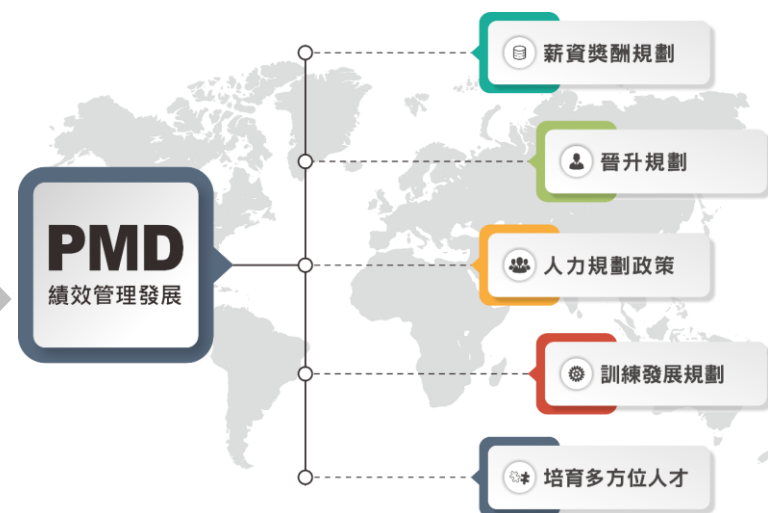 PMD
績效管理發展
薪資獎酬規劃
晉升規劃
人力規劃政策
訓練發展規劃
培育多方位人才